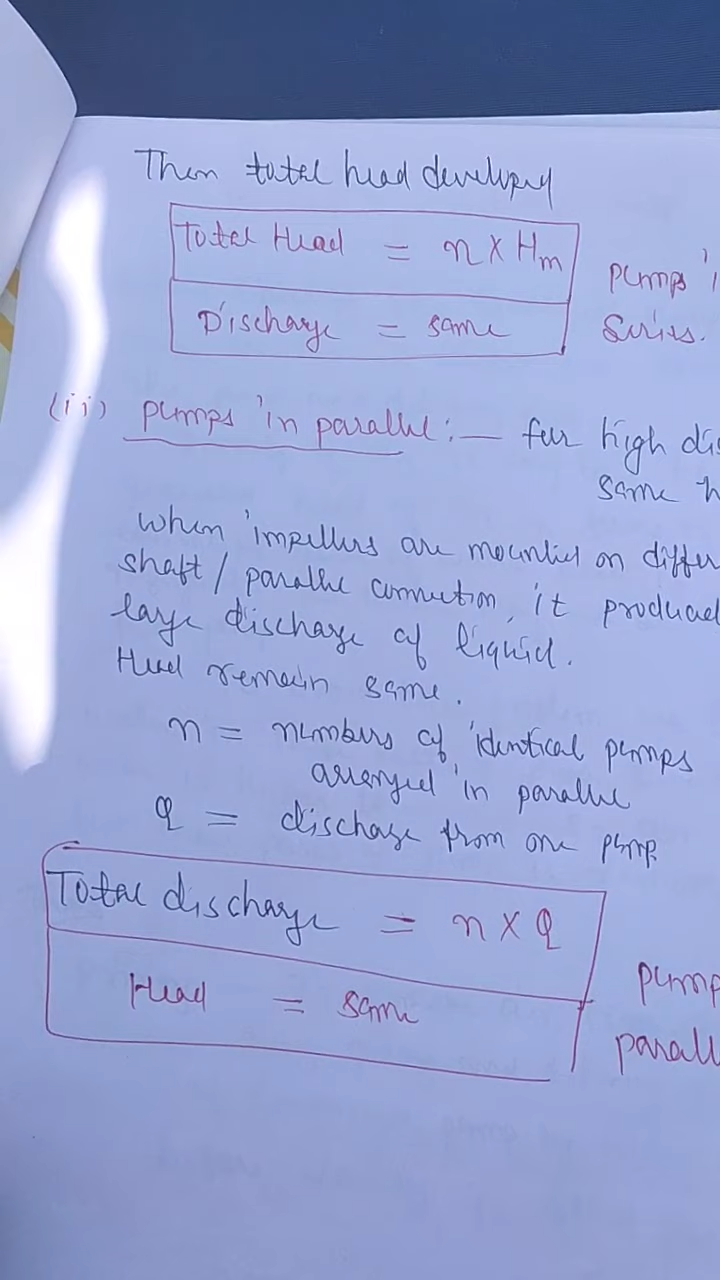 Then total head developed
Total Head = n × Hm
pumps 'i
Discharge = same
Series.
(ii) pumps in parallel :— for high dis
same h
when impellers are mounted on differ
shaft / parallel connection, it produced
large discharge of liquid.
Head remain same.
n = numbers of identical pumps
arranged in parallel
Q = discharge from one pump
Total discharge = n × Q
pump
Head = same
parall